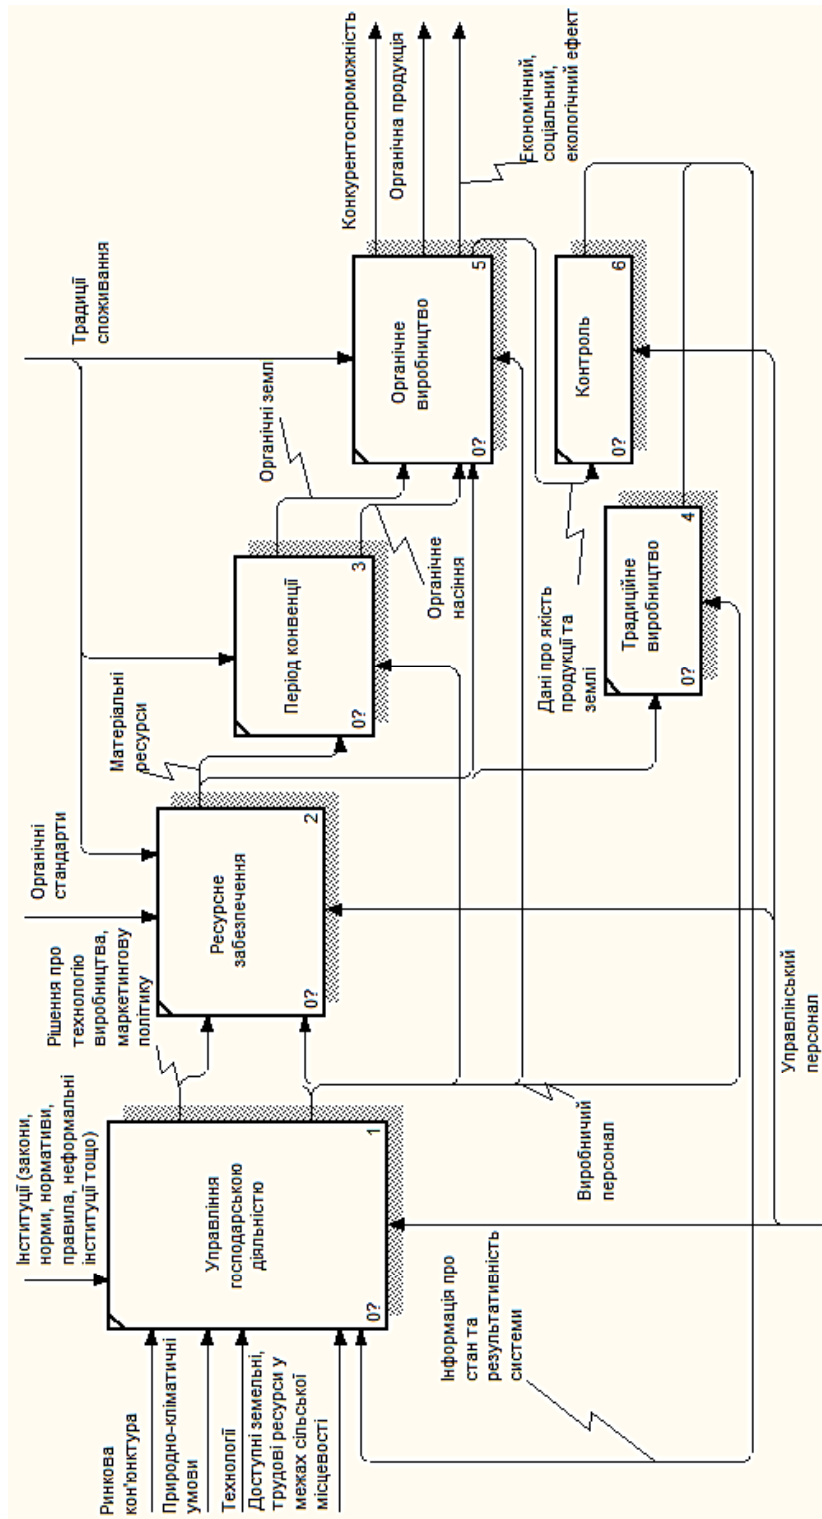 Ринкова
кон'юнктура
Природно-кліматичні
умови
Технології
Доступні земельні,
трудові ресурси у
межах сільської
місцевості
Інституції (закони,
норми, нормативи,
правила, неформальні
інституції тощо)
Управління
господарською
діяльністю
0?
1
Рішення про
технологію
виробництва,
маркетингову
політику
Органічні
стандарти
Ресурсне
забезпечення
0?
2
Матеріальні
ресурси
Традиції
споживання
Період конвенції
0?
3
Органічні землі
Органічне
насіння
Органічне
виробництво
0?
5
Конкурентоспроможність
Органічна продукція
Економічний,
соціальний,
екологічний ефект
Традиційне
виробництво
0?
4
Дані про якість
продукції та
землі
Контроль
0?
6
Виробничий
персонал
Інформація про
стан та
результативність
системи
Управлінський
персонал